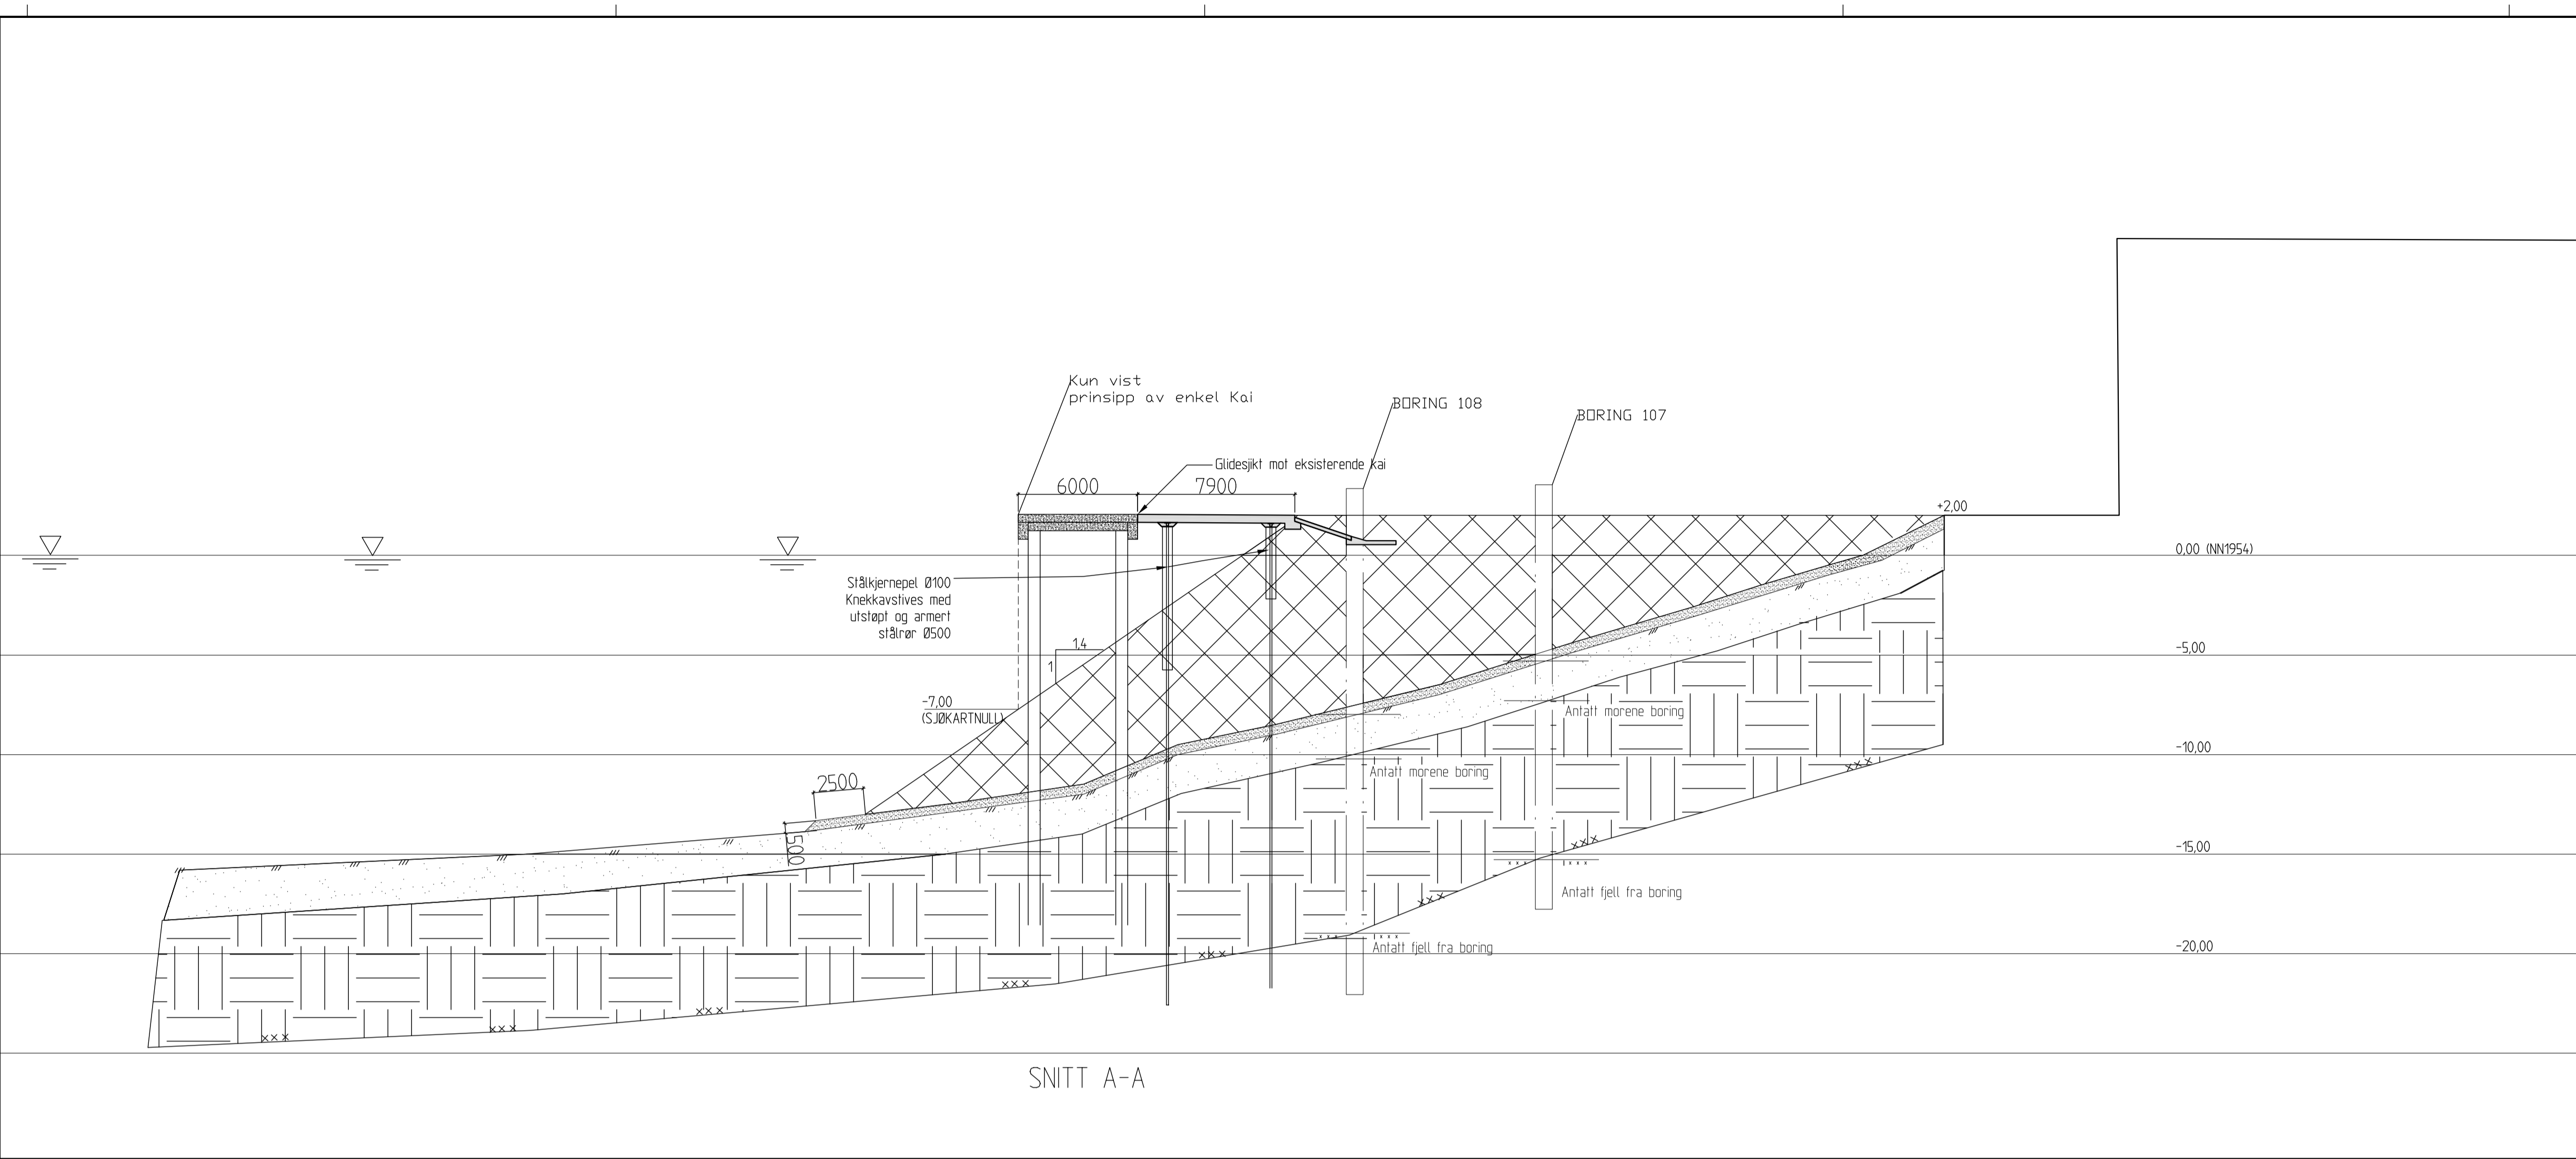 Kun vist
prinsipp av enkel Kai
BORING 108
BORING 107
Glidesjikt mot eksisterende kai
6000
7900
+2,00
0,00 (NN1954)
Stålkjernepel Ø100
Knekkavstives med
utstøpt og armert
stålrør Ø500
1,4
1
-5,00
-7,00
(SJØKARTNULL)
Antatt morene boring
-10,00
Antatt morene boring
2500
500
-15,00
Antatt fjell fra boring
-20,00
Antatt fjell fra boring
SNITT A-A